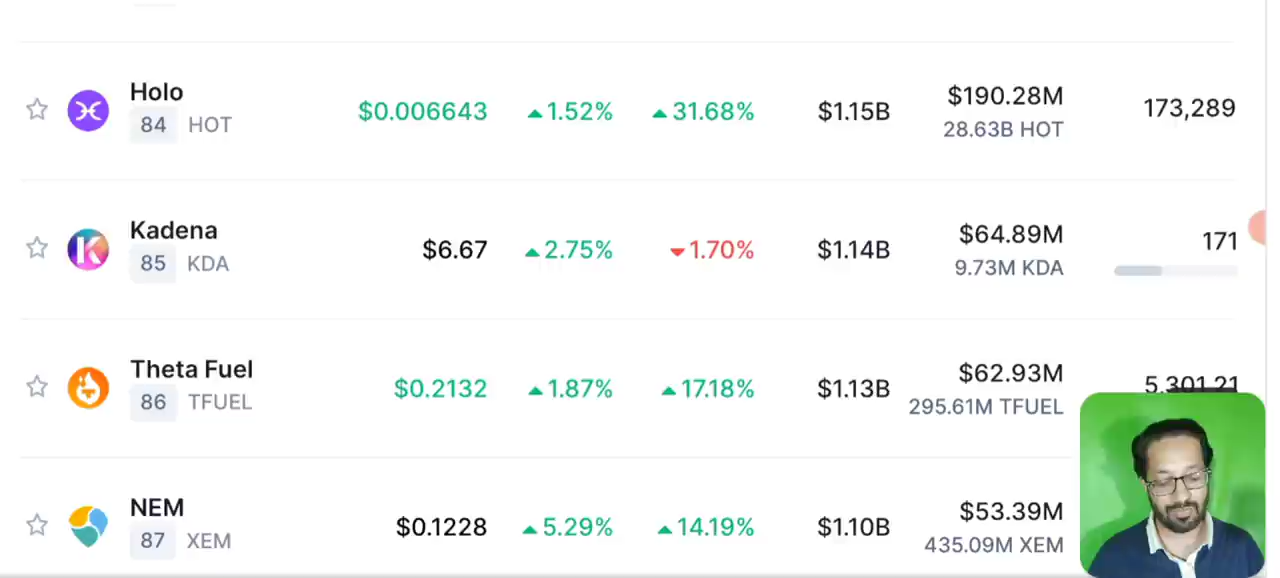 Holo
84 HOT
$0.006643 1.52% 31.68% $1.15B $190.28M 173,289
28.63B HOT
Kadena
85 KDA
$6.67 2.75% 1.70% $1.14B $64.89M 171
9.73M KDA
Theta Fuel
86 TFUEL
$0.2132 1.87% 17.18% $1.13B $62.93M 5,301,21
295.61M TFUEL
NEM
87 XEM
$0.1228 5.29% 14.19% $1.10B $53.39M
435.09M XEM